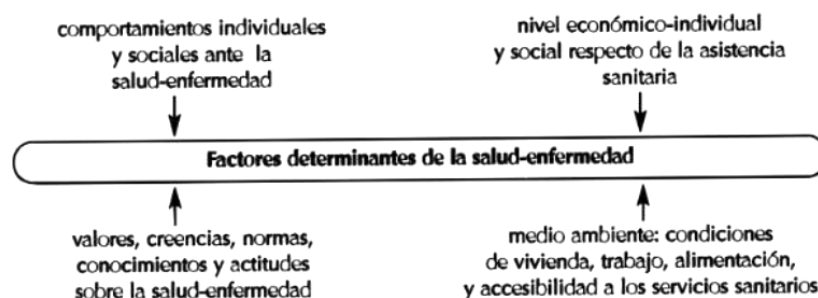 comportamientos individuales
y sociales ante la
salud-enfermedad
nivel económico-individual
y social respecto de la asistencia
sanitaria
Factores determinantes de la salud-enfermedad
valores, creencias, normas,
conocimientos y actitudes
sobre la salud-enfermedad
medio ambiente: condiciones
de vivienda, trabajo, alimentación,
y accesibilidad a los servicios sanitarios